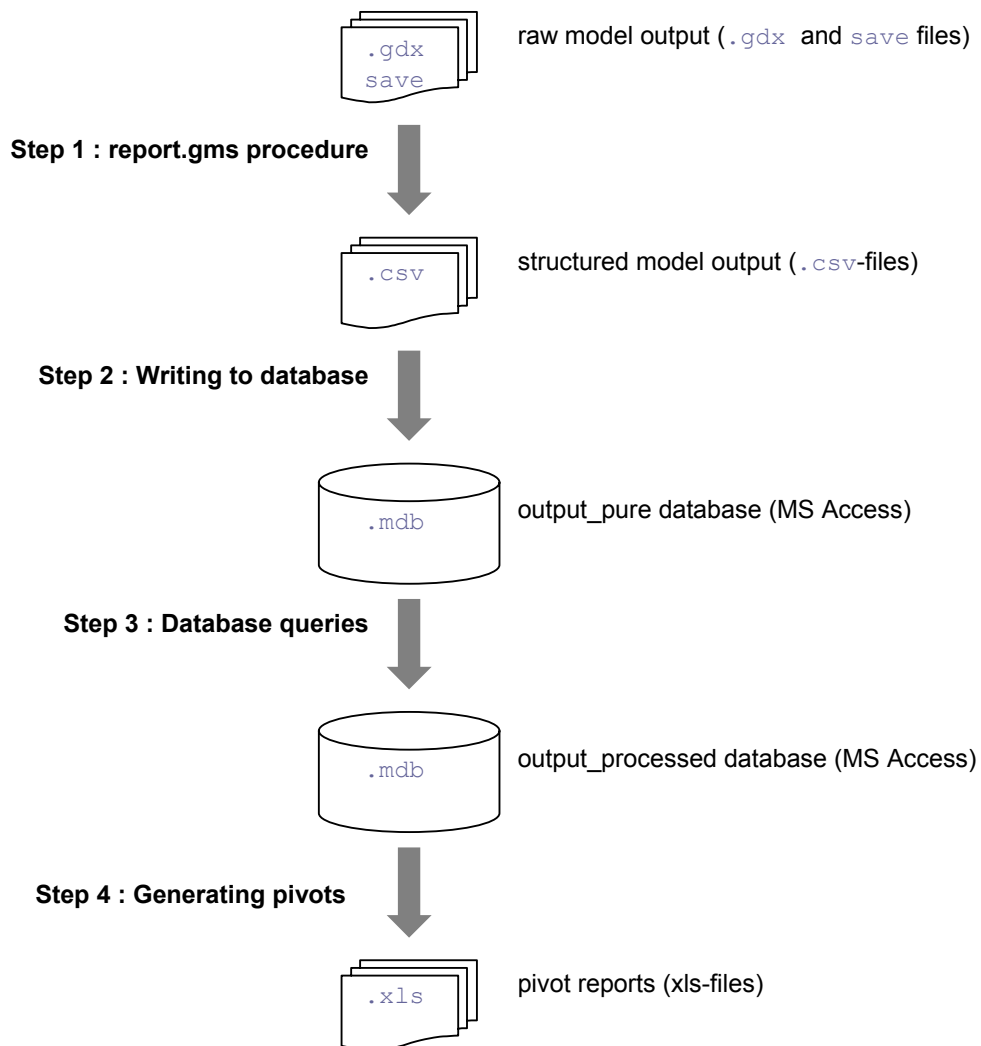 .gdx
save
raw model output (.gdx and save files)
Step 1 : report.gms procedure
.csv
structured model output (.csv-files)
Step 2 : Writing to database
.mdb
output_pure database (MS Access)
Step 3 : Database queries
.mdb
output_processed database (MS Access)
Step 4 : Generating pivots
.xls
pivot reports (xls-files)